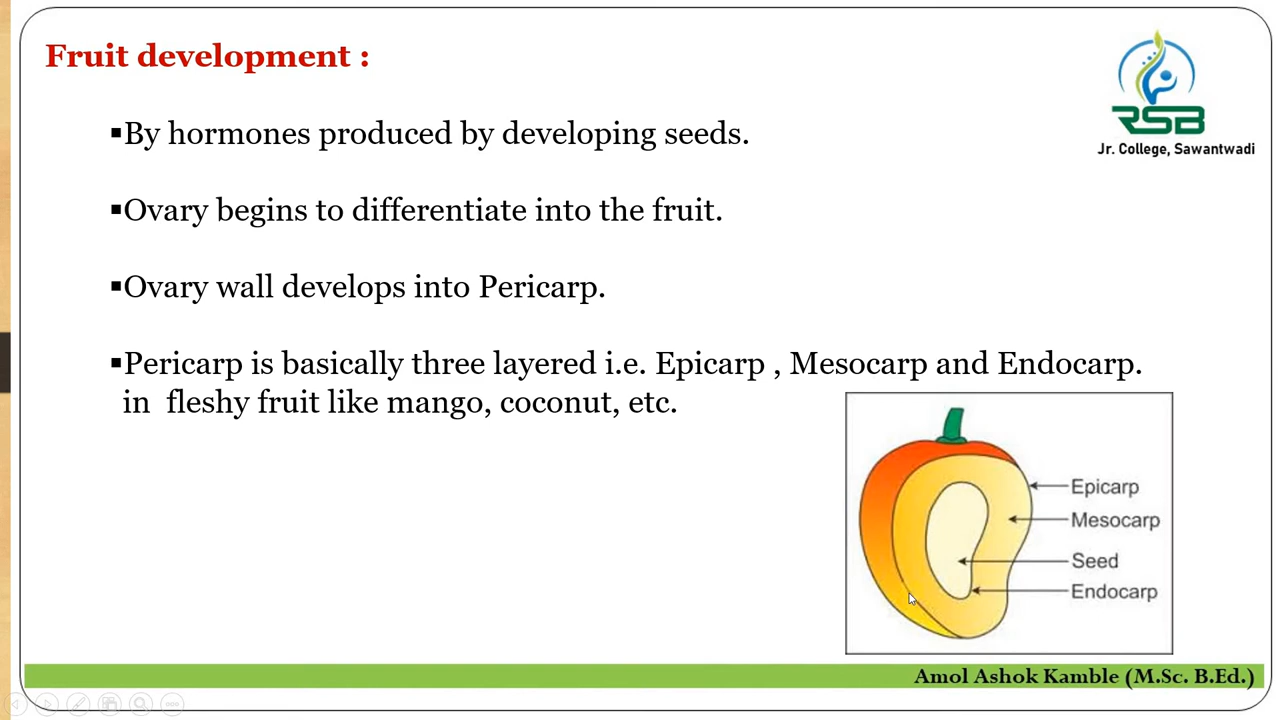 Fruit development :
RSB
Jr. College, Sawantwadi
▪By hormones produced by developing seeds.
▪Ovary begins to differentiate into the fruit.
▪Ovary wall develops into Pericarp.
▪Pericarp is basically three layered i.e. Epicarp , Mesocarp and Endocarp.
in fleshy fruit like mango, coconut, etc.
Epicarp
Mesocarp
Seed
Endocarp
Amol Ashok Kamble (M.Sc. B.Ed.)